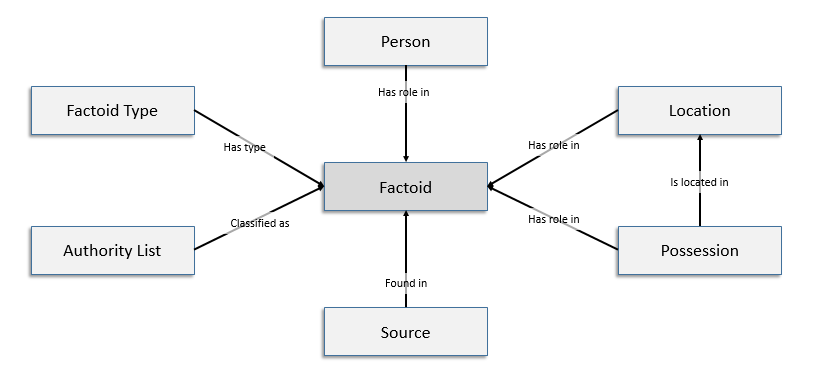 Person
Has role in
Factoid Type
Location
Has type
Has role in
Factoid
Is located in
Classified as
Has role in
Authority List
Possession
Found in
Source